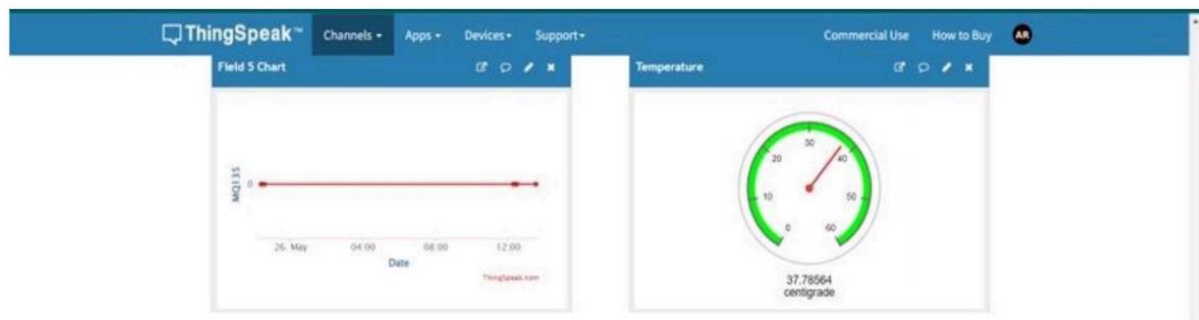 ThingSpeak™ Channels Apps Devices Support Commercial Use How to Buy AR
Field 5 Chart
MQ135
0
26. May 04:00 08:00 12:00
Date
ThingSpeak.com
Temperature
0 10 20 30 40 50 60
37.78564
centigrade